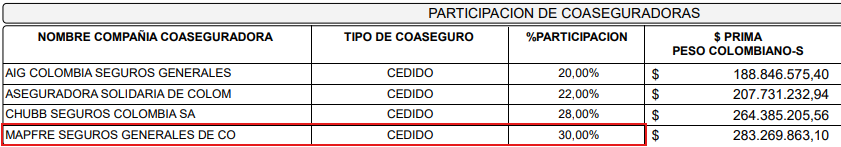 PARTICIPACION DE COASEGURADORAS
NOMBRE COMPAÑIA COASEGURADORA TIPO DE COASEGURO %PARTICIPACION $ PRIMA
PESO COLOMBIANO-S
AIG COLOMBIA SEGUROS GENERALES CEDIDO 20,00% $ 188.846.575,40
ASEGURADORA SOLIDARIA DE COLOM CEDIDO 22,00% $ 207.731.232,94
CHUBB SEGUROS COLOMBIA SA CEDIDO 28,00% $ 264.385.205,56
MAPFRE SEGUROS GENERALES DE CO CEDIDO 30,00% $ 283.269.863,10